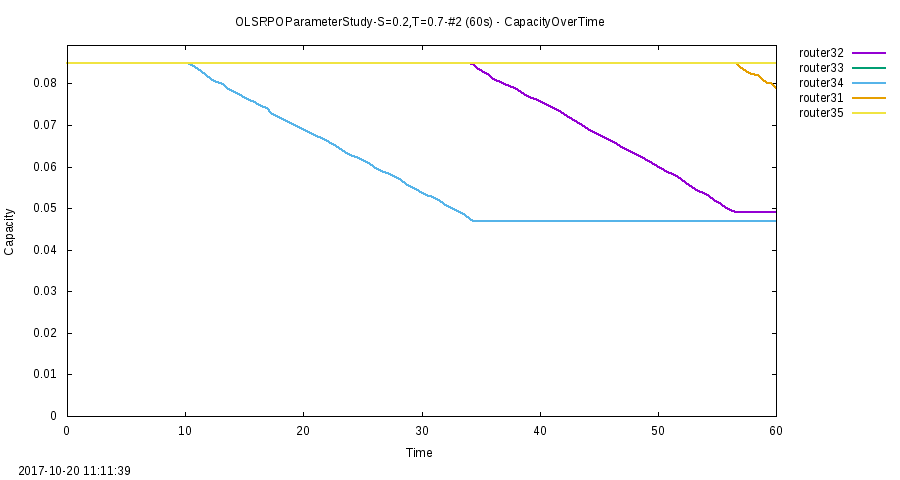 OLSRPOParameterStudy-S=0.2,T=0.7-#2 (60s) - CapacityOverTime
router32
router33
router34
router31
router35
0.08
0.07
0.06
0.05
0.04
0.03
0.02
0.01
0
Capacity
0 10 20 30 40 50 60
Time
2017-10-20 11:11:39